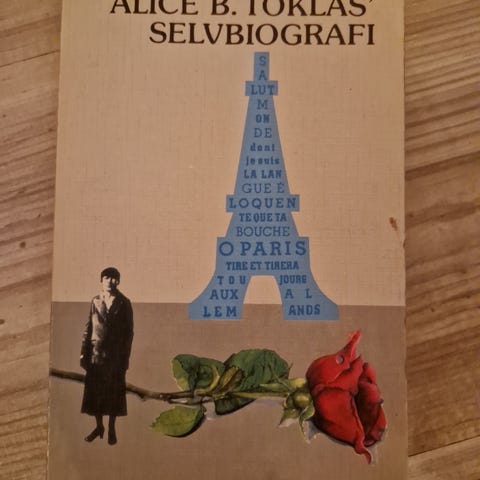 ALICE B. TOKLAS'
SELVBIOGRAFI
S
A
LUT
M
ON
DE
dont
je suis
LA LAN
GUE É
LOQUEN
TE QUE TA
BOUCHE
O PARIS
TIRE ET TIRERA
TOU JOURS
AUX A L
LEM ANDS